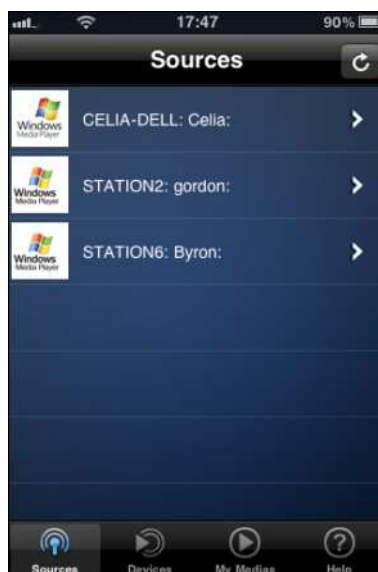 17:47
90%
Sources
Windows
Media Player
CELIA-DELL: Celia:
Windows
Media Player
STATION2: gordon:
Windows
Media Player
STATION6: Byron:
Sources
Devices
My Medias
Help